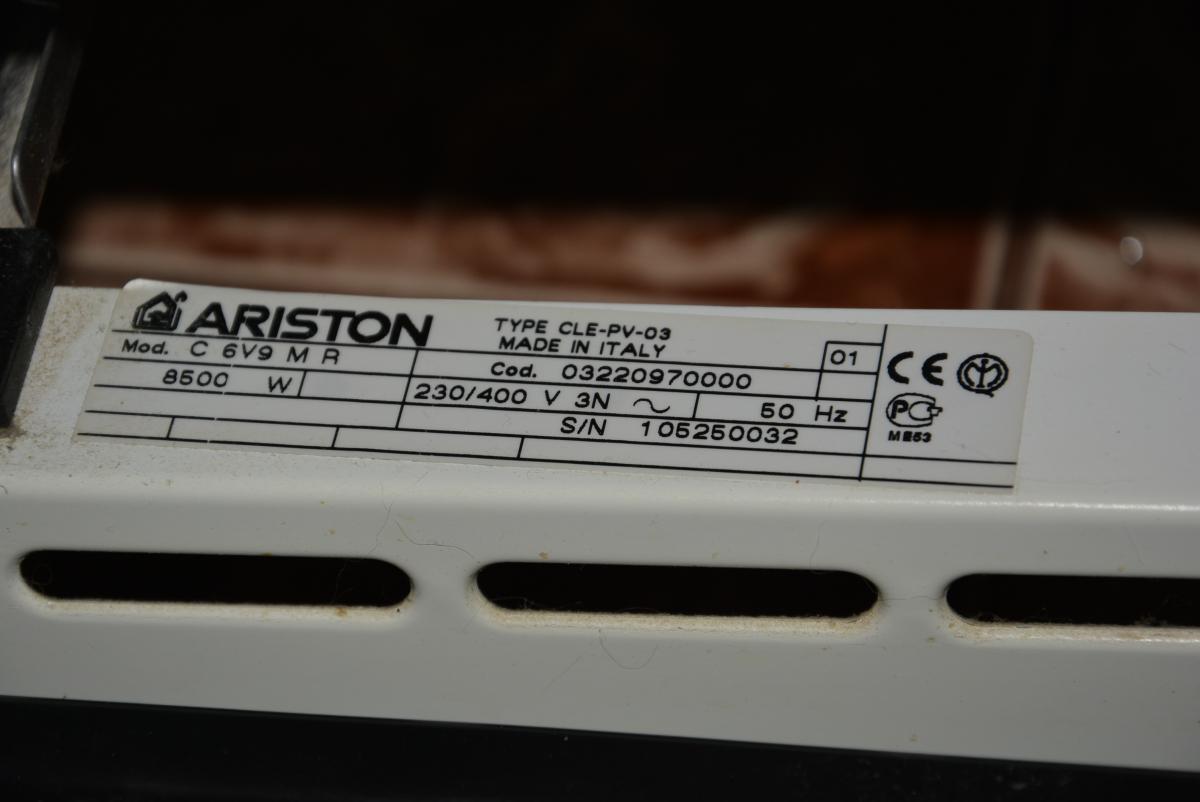 ARISTON
TYPE CLE-PV-03
MADE IN ITALY
Mod. C 6V9 M R
Cod. 03220970000
01
8500 W
230/400 V 3N ~
50 Hz
S/N 105250032
CE
PC
ME53